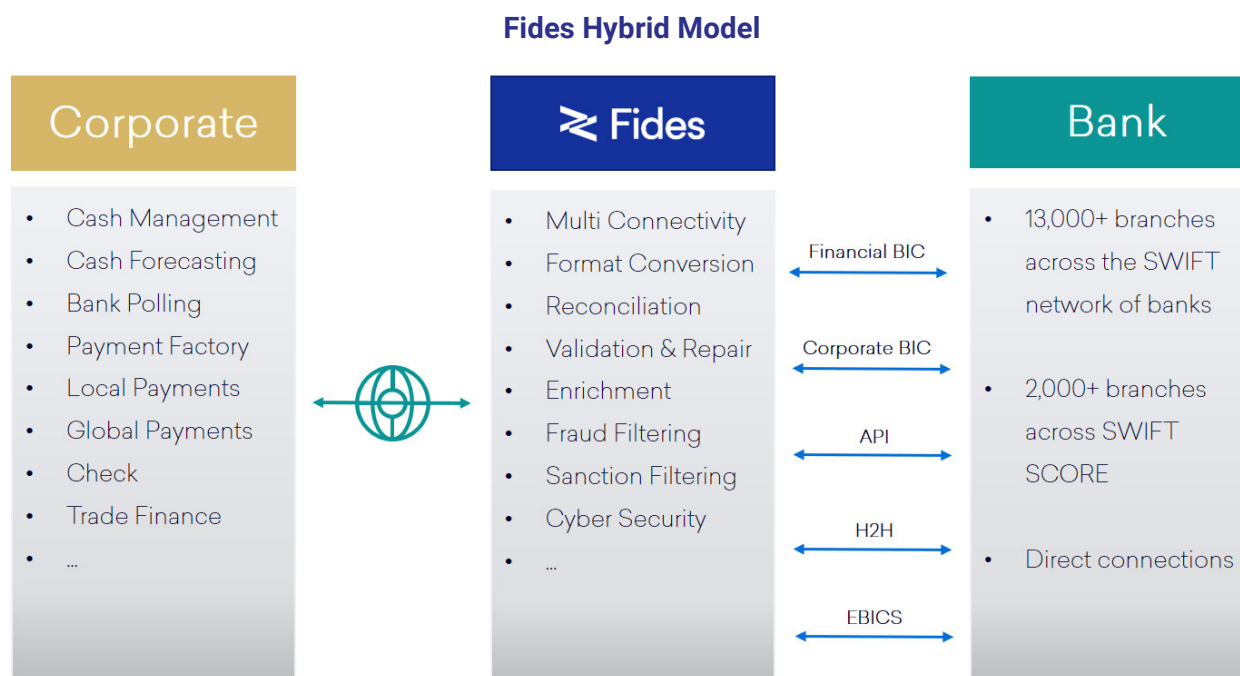 Fides Hybrid Model
Corporate
• Cash Management
• Cash Forecasting
• Bank Polling
• Payment Factory
• Local Payments
• Global Payments
• Check
• Trade Finance
• ...
Fides
• Multi Connectivity
• Format Conversion
• Reconciliation
• Validation & Repair
• Enrichment
• Fraud Filtering
• Sanction Filtering
• Cyber Security
• ...
Financial BIC
Corporate BIC
API
H2H
EBICS
Bank
• 13,000+ branches
across the SWIFT
network of banks
• 2,000+ branches
across SWIFT
SCORE
• Direct connections